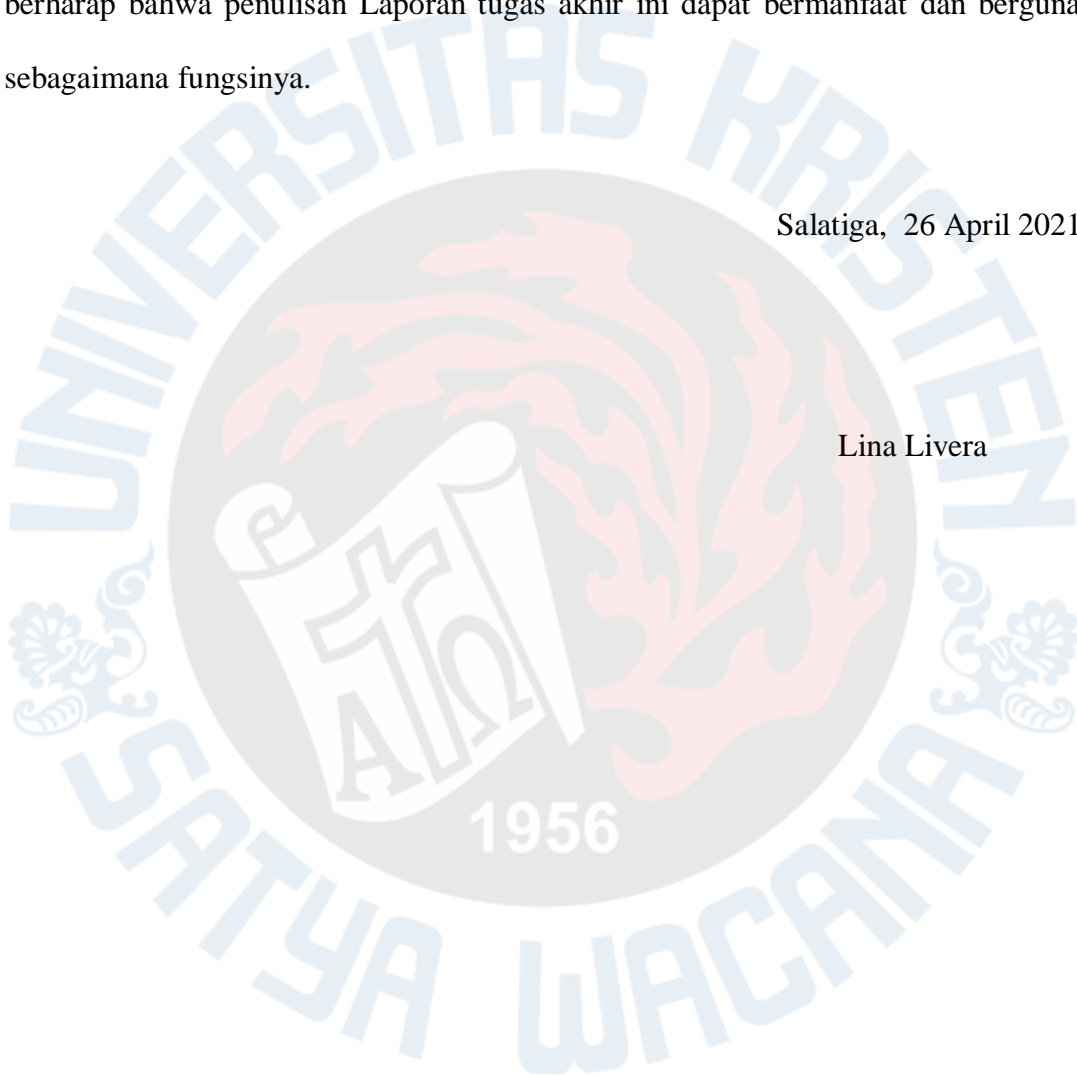 berharap bahwa penulisan Laporan tugas akhir ini dapat bermanfaat dan berguna
sebagaimana fungsinya.
UNIVERSITAS KRISTEN
Salatiga, 26 April 2021
Lina Livera
ΑΩ
1956
SATYA WACANA